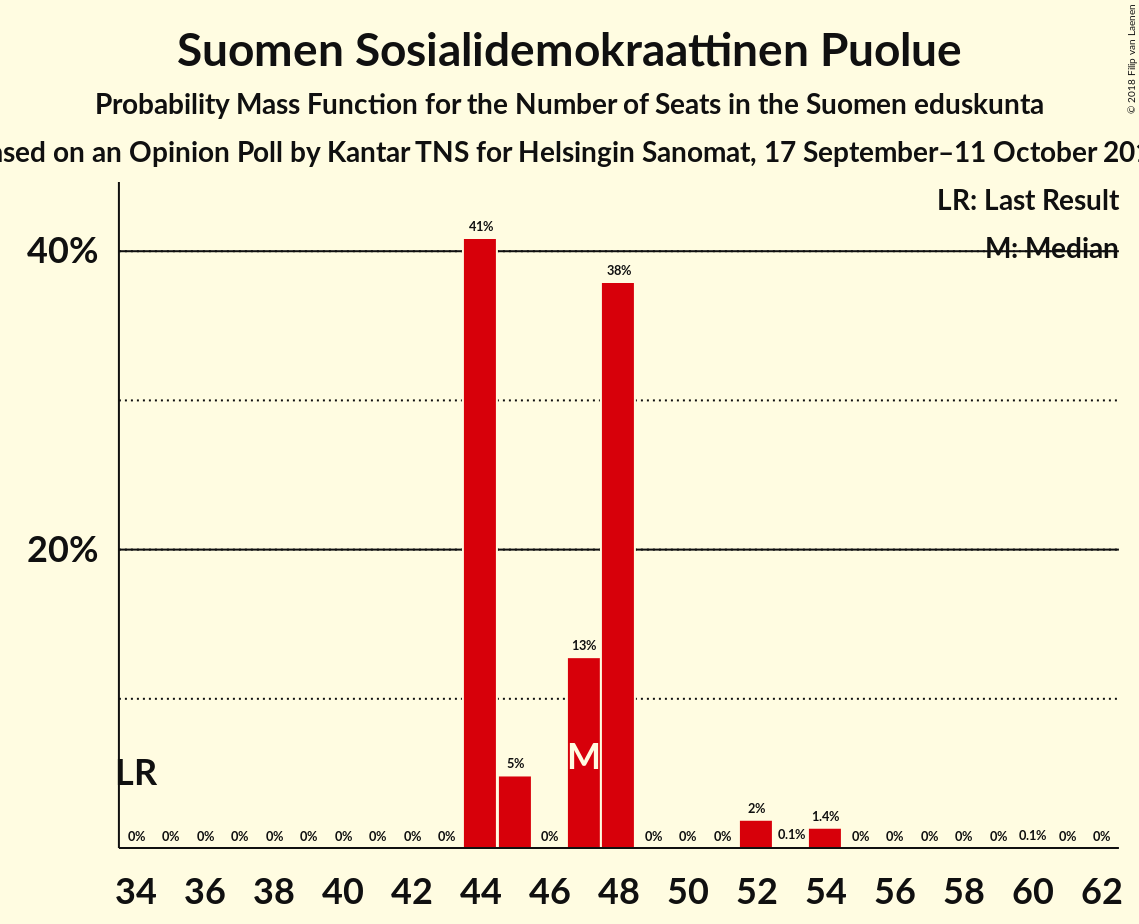 © 2018 Filip van Laenen
Suomen Sosialidemokraattinen Puolue
Probability Mass Function for the Number of Seats in the Suomen eduskunta
on an Opinion Poll by Kantar TNS for Helsingin Sanomat, 17 September–11 October
LR: Last Result
M: Median
40%
20%
41%
38%
13%
5%
M
LR
0% 0% 0% 0% 0% 0% 0% 0% 0% 0% 0% 0% 0% 0% 2% 0.1% 1.4% 0% 0% 0% 0% 0% 0.1% 0% 0%
34 36 38 40 42 44 46 48 50 52 54 56 58 60 62